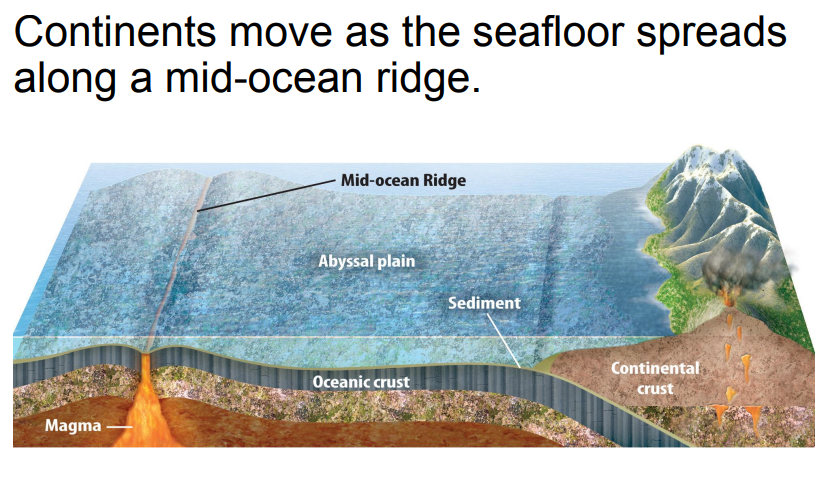 Continents move as the seafloor spreads
along a mid-ocean ridge.
Mid-ocean Ridge
Abyssal plain
Sediment
Continental
crust
Oceanic crust
Magma